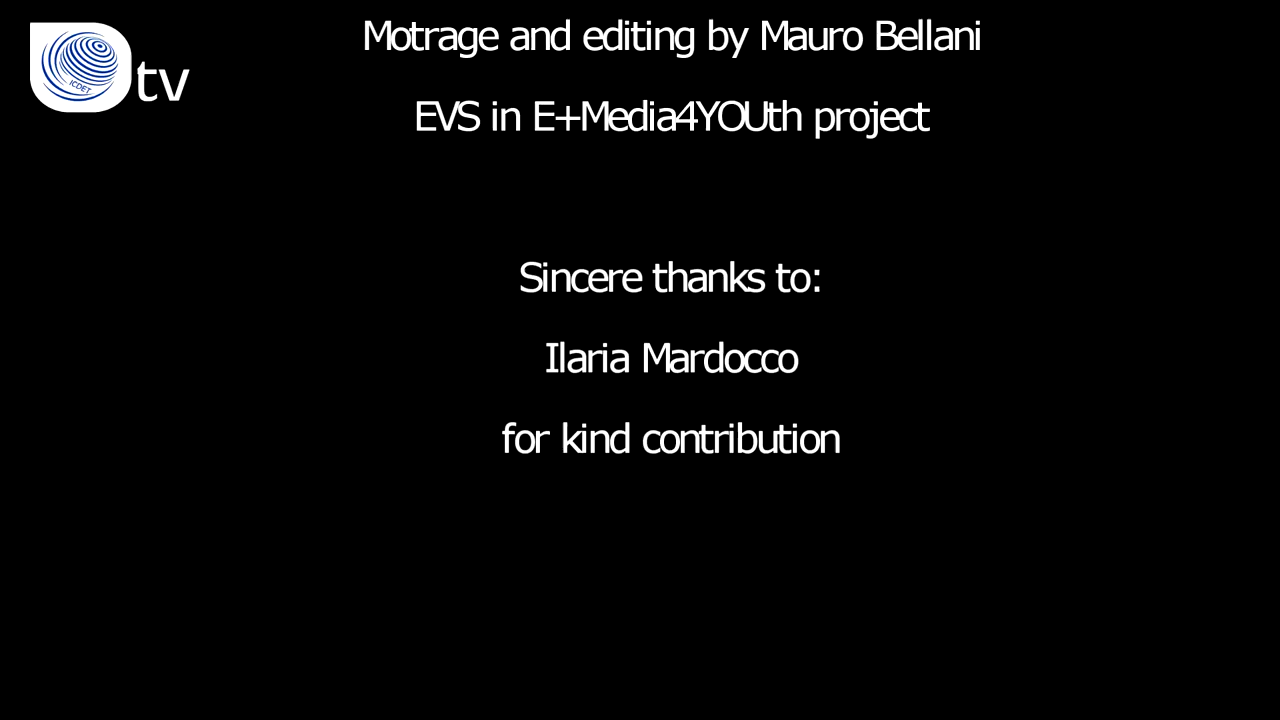 ICDET
tv
Motrage and editing by Mauro Bellani
EVS in E+Media4YOUth project
Sincere thanks to:
Ilaria Mardocco
for kind contribution